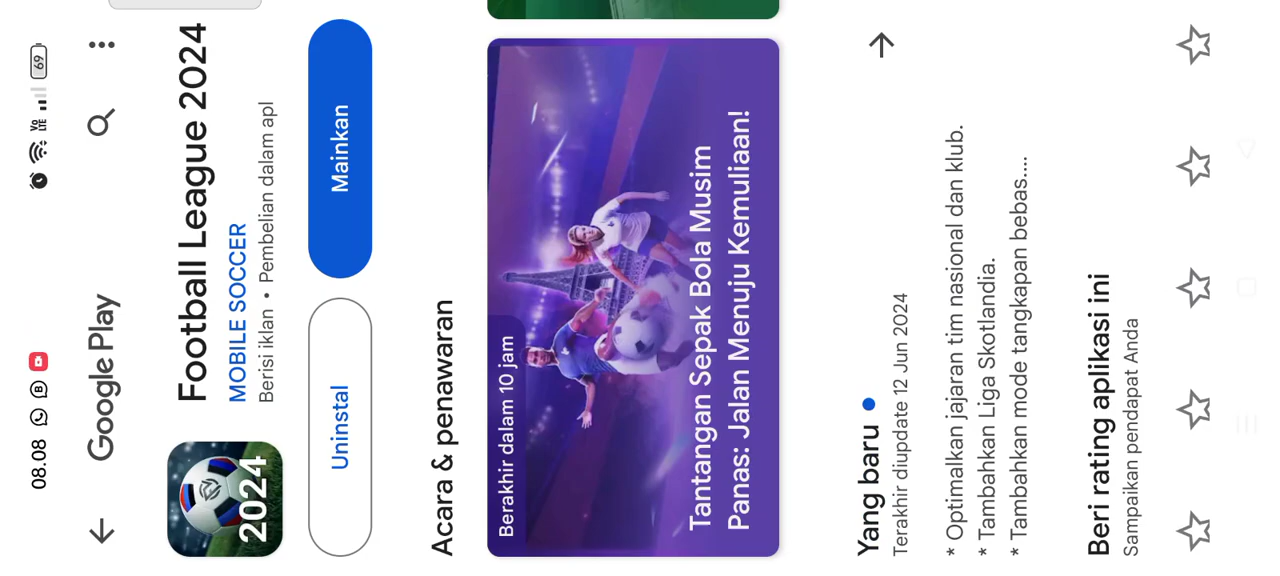 08.08
Vo
LTE
69
Google Play
2024
Football League 2024
MOBILE SOCCER
Berisi iklan • Pembelian dalam apl
Uninstal
Mainkan
Acara & penawaran
Berakhir dalam 10 jam
Tantangan Sepak Bola Musim
Panas: Jalan Menuju Kemuliaan!
Yang baru
Terakhir diupdate 12 Jun 2024
* Optimalkan jajaran tim nasional dan klub.
* Tambahkan Liga Skotlandia.
* Tambahkan mode tangkapan bebas....
Beri rating aplikasi ini
Sampaikan pendapat Anda